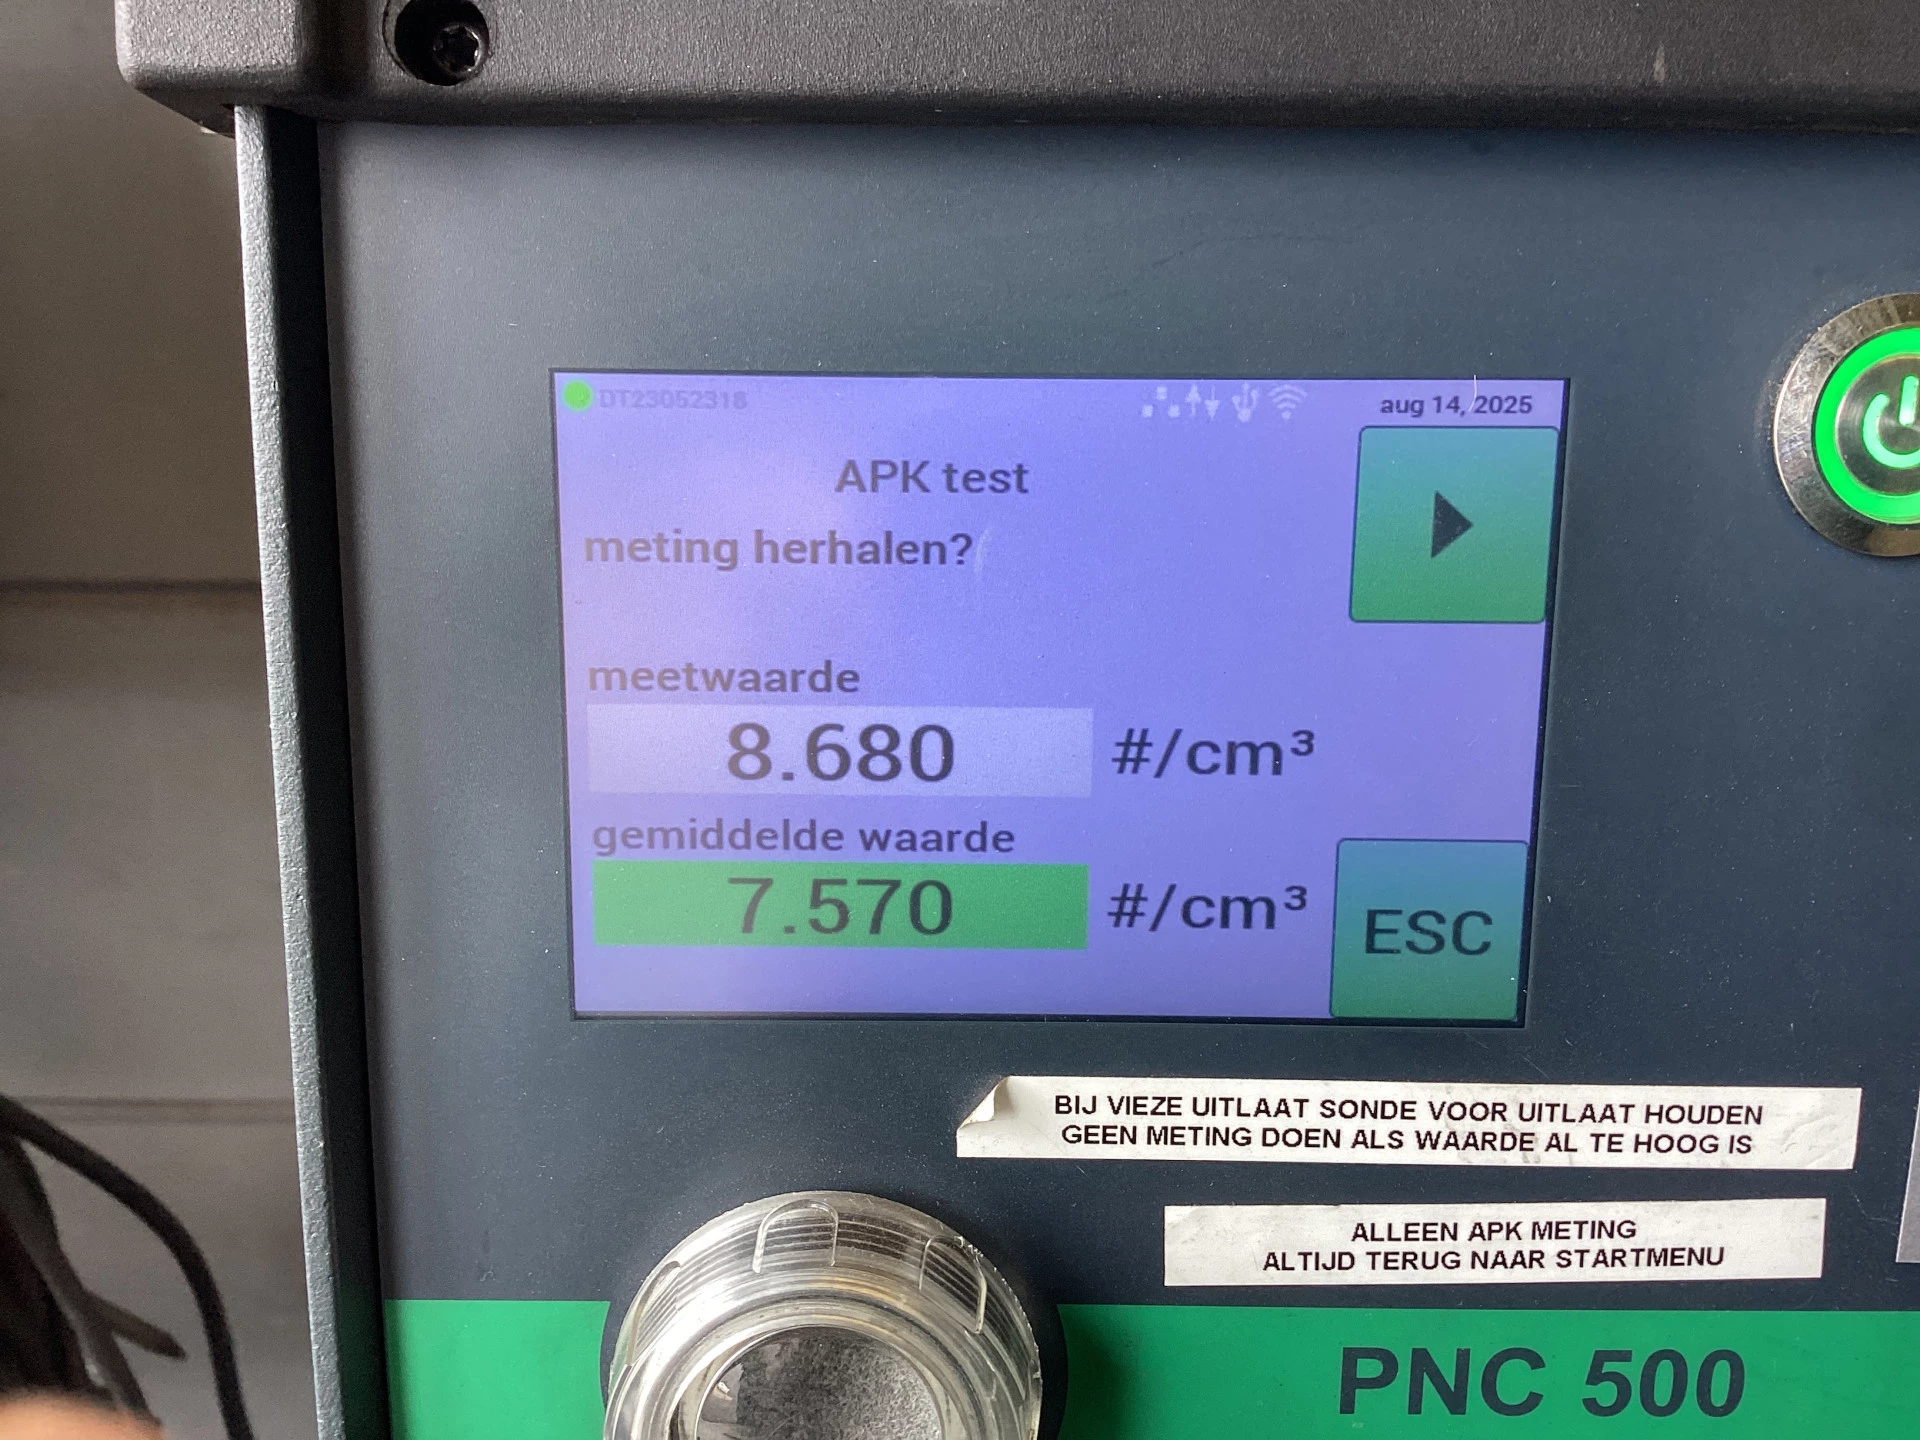 DT23052318
aug 14, 2025
APK test
meting herhalen?
meetwaarde
8.680 #/cm³
gemiddelde waarde
7.570 #/cm³
ESC
BIJ VIEZE UITLAAT SONDE VOOR UITLAAT HOUDEN
GEEN METING DOEN ALS WAARDE AL TE HOOG IS
ALLEEN APK METING
ALTIJD TERUG NAAR STARTMENU
PNC 500